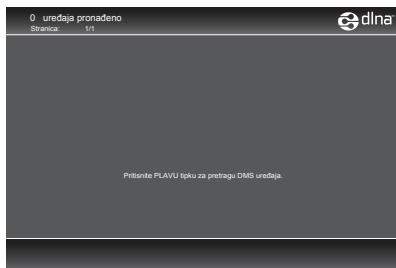 0 uređaja pronađeno
Stranica: 1/1
dlna
Pritisnite PLAVU tipku za pretragu DMS uređaja.